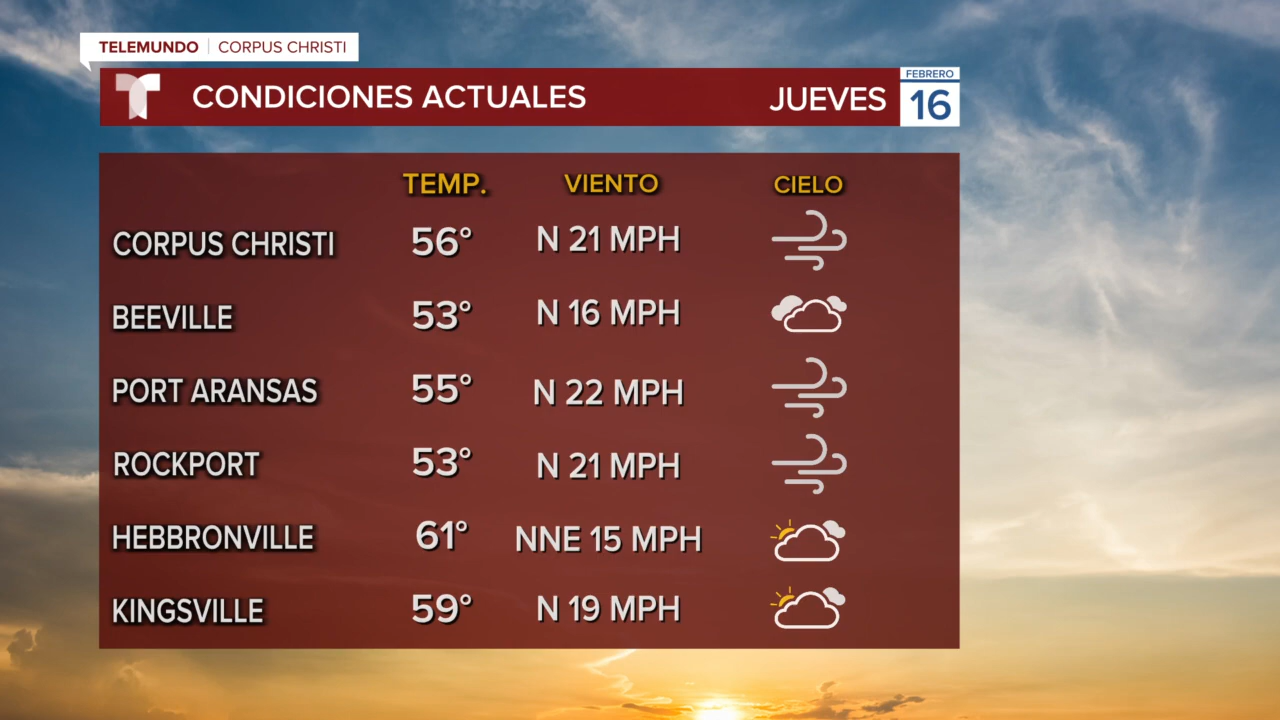 TELEMUNDO | CORPUS CHRISTI
CONDICIONES ACTUALES JUEVES FEBRERO 16
TEMP. VIENTO CIELO
CORPUS CHRISTI 56° N 21 MPH
BEEVILLE 53° N 16 MPH
PORT ARANSAS 55° N 22 MPH
ROCKPORT 53° N 21 MPH
HEBBRONVILLE 61° NNE 15 MPH
KINGSVILLE 59° N 19 MPH